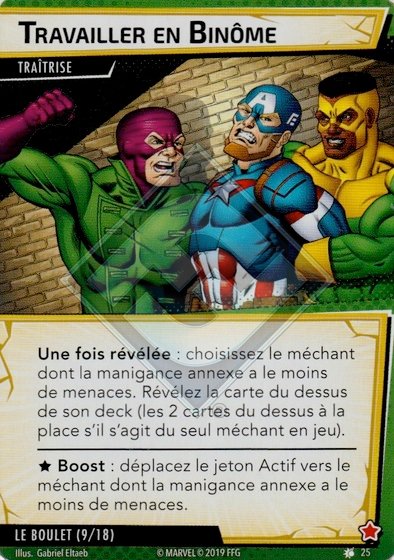 TRAVAILLER EN BINÔME
TRAÎTRISE
A
Une fois révélée : choisissez le méchant
dont la manigance annexe a le moins
de menaces. Révélez la carte du dessus
de son deck (les 2 cartes du dessus à la
place s'il s'agit du seul méchant en jeu).
★ Boost : déplacez le jeton Actif vers le
méchant dont la manigance annexe a le
moins de menaces.
LE BOULET (9/18)
Illus. Gabriel Eltaeb
© MARVEL © 2019 FFG
25